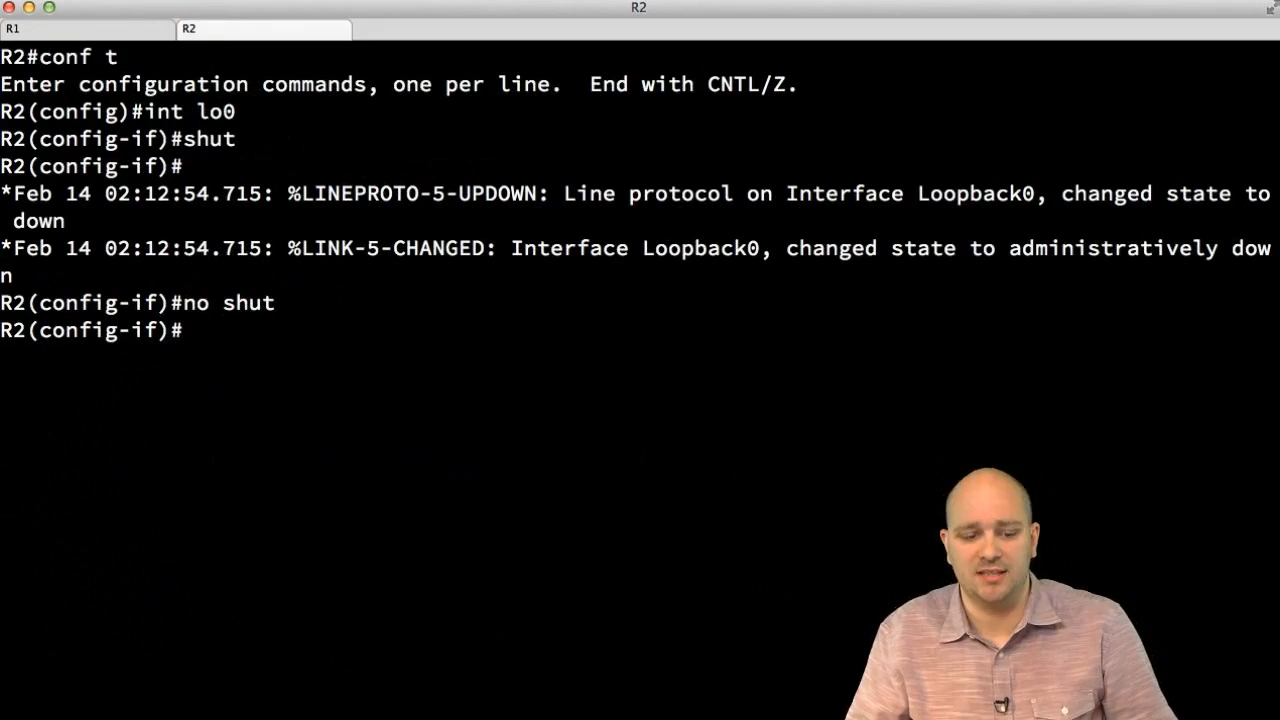 R2
R1
R2
R2#conf t
Enter configuration commands, one per line.  End with CNTL/Z.
R2(config)#int lo0
R2(config-if)#shut
R2(config-if)#
*Feb 14 02:12:54.715: %LINEPROTO-5-UPDOWN: Line protocol on Interface Loopback0, changed state to
 down
*Feb 14 02:12:54.715: %LINK-5-CHANGED: Interface Loopback0, changed state to administratively dow
n
R2(config-if)#no shut
R2(config-if)#